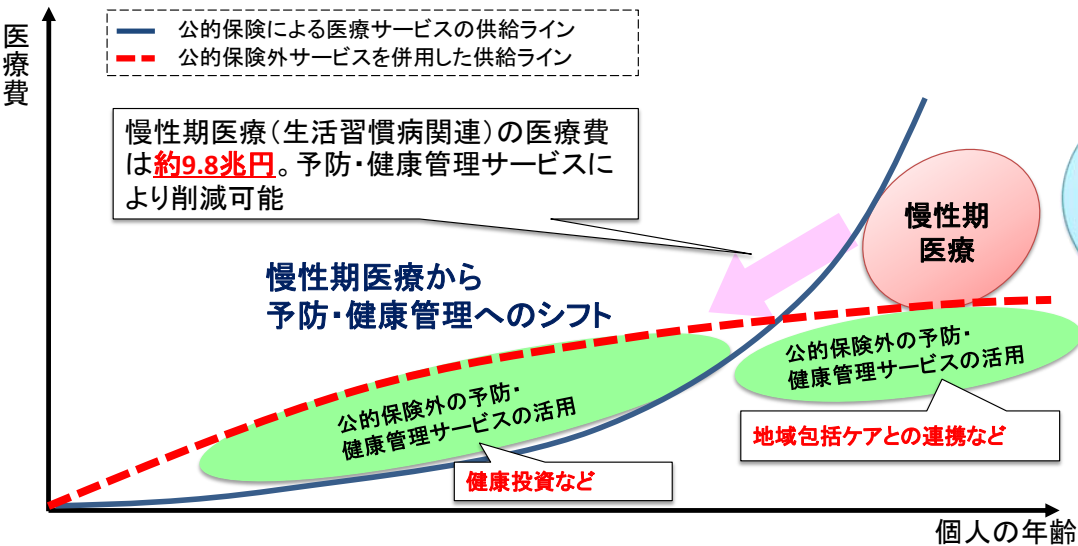 医療費
公的保険による医療サービスの供給ライン
公的保険外サービスを併用した供給ライン
慢性期医療(生活習慣病関連)の医療費
は約9.8兆円。予防・健康管理サービスに
より削減可能
慢性期
医療
慢性期医療から
予防・健康管理へのシフト
公的保険外の予防・
健康管理サービスの活用
公的保険外の予防・
健康管理サービスの活用
地域包括ケアとの連携など
健康投資など
個人の年齢